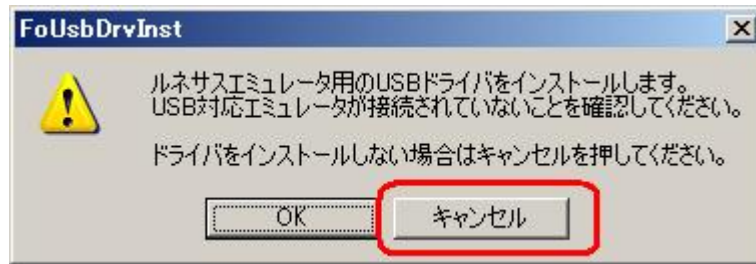 FoUsbDrvInst
ルネサスエミュレータ用のUSBドライバをインストールします。
USB対応エミュレータが接続されていないことを確認してください。
ドライバをインストールしない場合はキャンセルを押してください。
OK
キャンセル